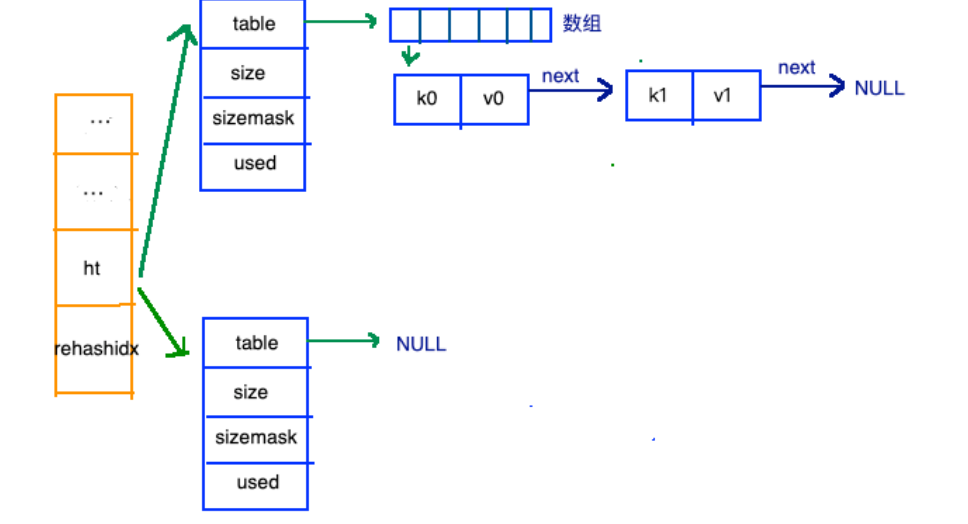 table
数组
size
sizemask
used
k0
v0
next
k1
v1
next
NULL
...
...
ht
rehashidx
table
NULL
size
sizemask
used